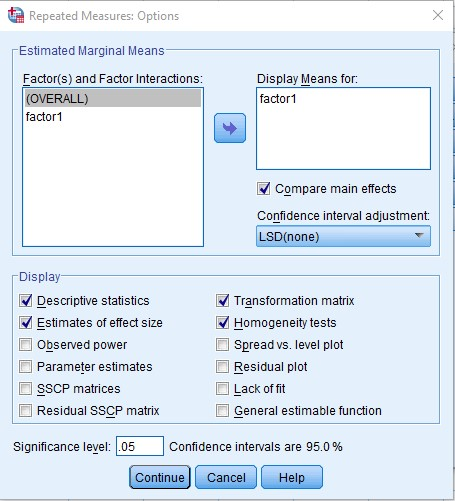 Repeated Measures: Options
Estimated Marginal Means
Factor(s) and Factor Interactions:
(OVERALL)
factor1
Display Means for:
factor1
Compare main effects
Confidence interval adjustment:
LSD(none)
Display
Descriptive statistics
Transformation matrix
Estimates of effect size
Homogeneity tests
Observed power
Spread vs. level plot
Parameter estimates
Residual plot
SSCP matrices
Lack of fit
Residual SSCP matrix
General estimable function
Significance level: .05 Confidence intervals are 95.0 %
Continue Cancel Help